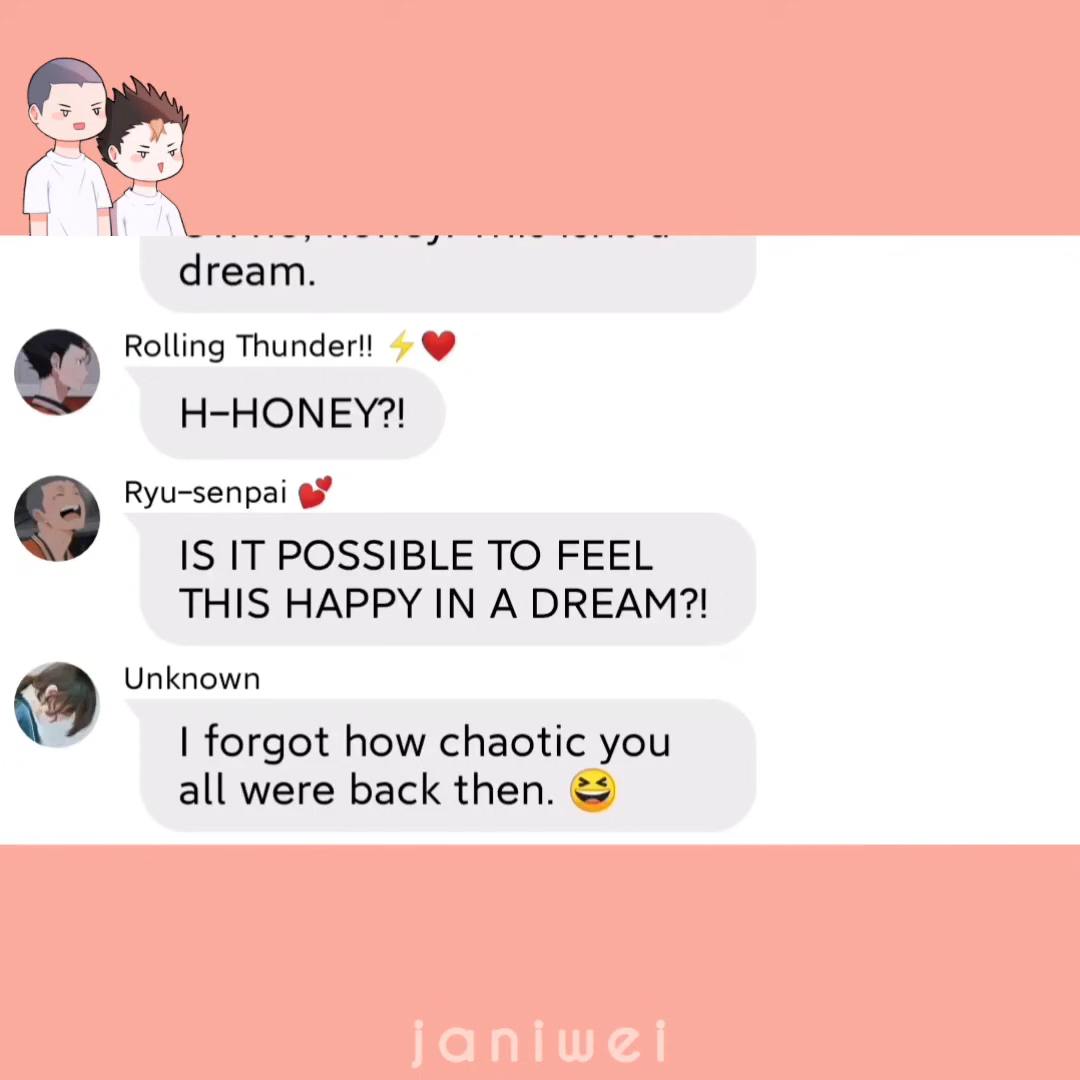 dream.
Rolling Thunder!! ⚡❤️
H-HONEY?!
Ryu-senpai 💕
IS IT POSSIBLE TO FEEL
THIS HAPPY IN A DREAM?!
Unknown
I forgot how chaotic you
all were back then. 😆
janiwei